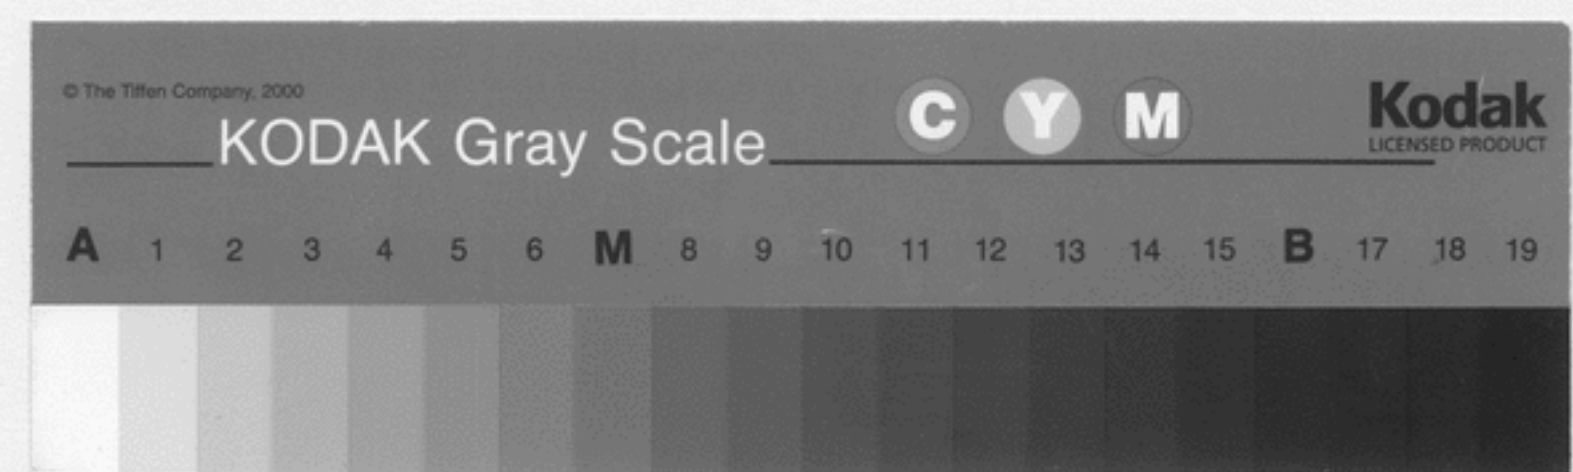 © The Tiffen Company, 2000
KODAK Gray Scale
C Y M
Kodak
LICENSED PRODUCT
A 1 2 3 4 5 6 M 8 9 10 11 12 13 14 15 B 17 18 19